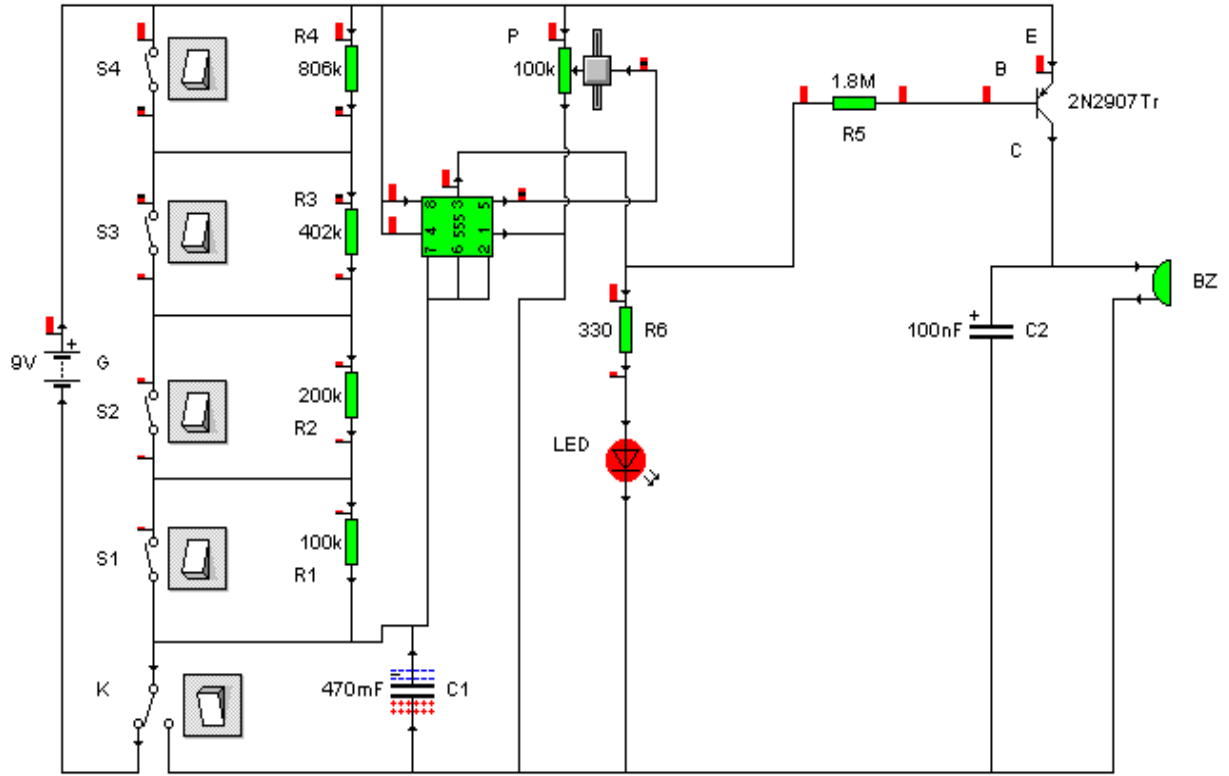 S4
R4
806k
P
100k
E
B
1.8M
R5
2N2907Tr
C
S3
R3
402k
8 3 5
4 555 1
7 6 2
9V
+
G
S2
200k
R2
330
R6
+
100nF
C2
BZ
LED
S1
100k
R1
K
470mF
C1